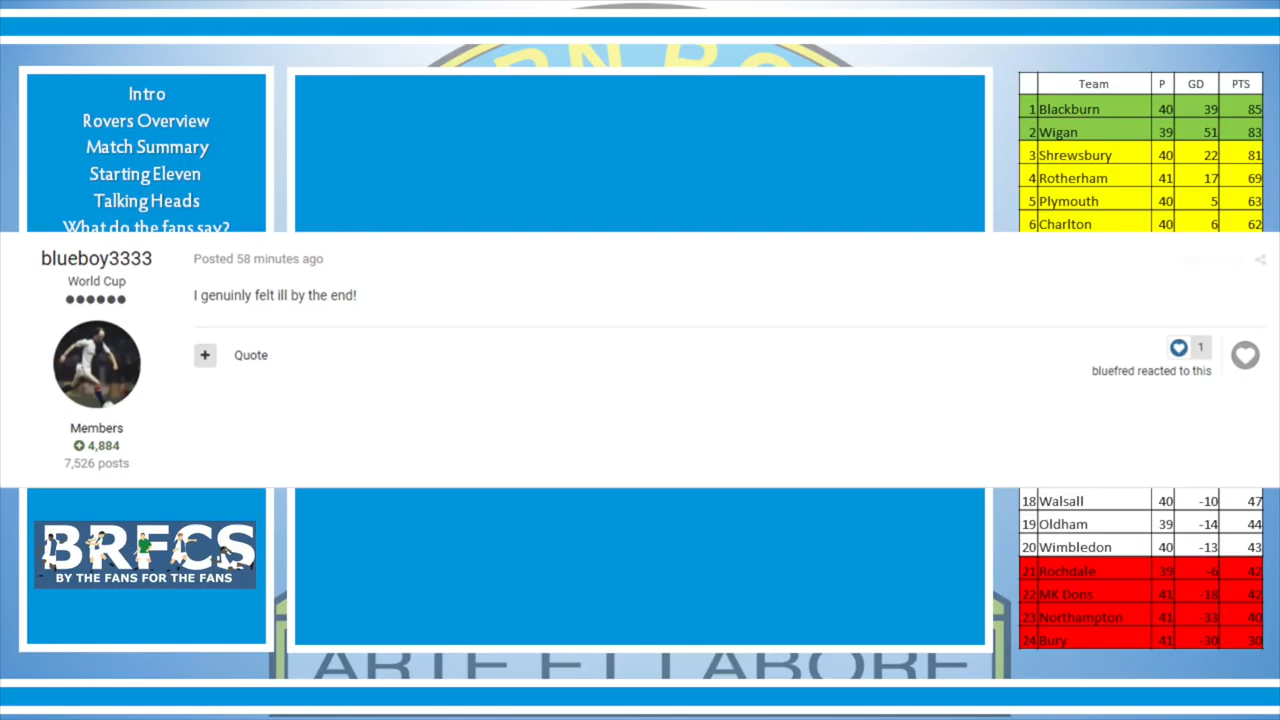 RN RO
Intro
Rovers Overview
Match Summary
Starting Eleven
Talking Heads
What do the fans say?
Team P GD PTS
1 Blackburn 40 39 85
2 Wigan 39 51 83
3 Shrewsbury 40 22 81
4 Rotherham 41 17 69
5 Plymouth 40 5 63
6 Charlton 40 6 62
blueboy3333
World Cup
Posted 58 minutes ago
I genuinly felt ill by the end!
+ Quote
1
bluefred reacted to this
Members
4,884
7,526 posts
18 Walsall 40 -10 47
19 Oldham 39 -14 44
20 Wimbledon 40 -13 43
21 Rochdale 39 -6 42
22 MK Dons 41 -18 42
23 Northampton 41 33 40
24 Bury 41 -30 30
BRFCS
BY THE FANS FOR THE FANS
ARTE ET LABORE